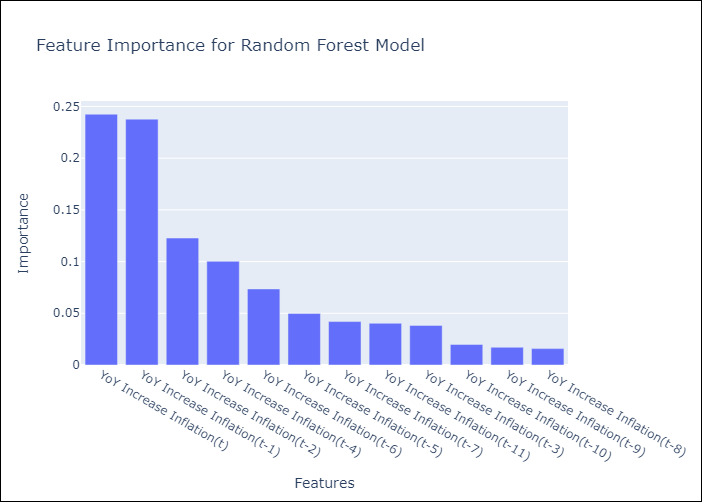 Feature Importance for Random Forest Model
0.25
0.2
0.15
0.1
0.05
0
Importance
YoY Increase Inflation(t)
YoY Increase Inflation(t-1)
YoY Increase Inflation(t-2)
YoY Increase Inflation(t-4)
YoY Increase Inflation(t-6)
YoY Increase Inflation(t-5)
YoY Increase Inflation(t-7)
YoY Increase Inflation(t-11)
YoY Increase Inflation(t-3)
YoY Increase Inflation(t-10)
YoY Increase Inflation(t-9)
YoY Increase Inflation(t-8)
Features